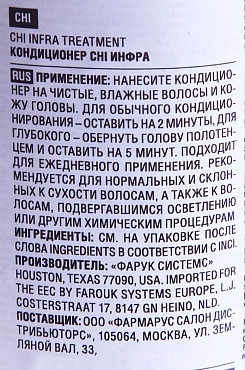 CHI
CHI INFRA TREATMENT
КОНДИЦИОНЕР CHI ИНФРА
RUS ПРИМЕНЕНИЕ: НАНЕСИТЕ КОНДИЦИО-
НЕР НА ЧИСТЫЕ, ВЛАЖНЫЕ ВОЛОСЫ И КО-
ЖУ ГОЛОВЫ. ДЛЯ ОБЫЧНОГО КОНДИЦИО-
НИРОВАНИЯ – ОСТАВИТЬ НА 2 МИНУТЫ, ДЛЯ
ГЛУБОКОГО – ОБЕРНУТЬ ГОЛОВУ ПОЛОТЕН-
ЦЕМ И ОСТАВИТЬ НА 5 МИНУТ. ПОДХОДИТ
ДЛЯ ЕЖЕДНЕВНОГО ПРИМЕНЕНИЯ. РЕКО-
МЕНДУЕТСЯ ДЛЯ НОРМАЛЬНЫХ И СКЛОН-
НЫХ К СУХОСТИ ВОЛОСАМ, А ТАКЖЕ К ВО-
ЛОСАМ, ПОДВЕРГАВШИМСЯ ОСВЕТЛЕНИЮ
ИЛИ ДРУГИМ ХИМИЧЕСКИМ ПРОЦЕДУРАМ
ИНГРЕДИЕНТЫ: СМ. НА УПАКОВКЕ ПОСЛЕ
СЛОВА INGREDIENTS В СООТВЕТСТВИИ С INCI.
ПРОИЗВОДИТЕЛЬ: «ФАРУК СИСТЕМС»
HOUSTON, TEXAS 77090, USA. IMPORTED FOR
THE EEC BY FAROUK SYSTEMS EUROPE, L.J.
COSTERSTRAAT 17, 8147 GN HEINO, NLD.
ПОСТАВЩИК: ООО «ФАРМАРУС САЛОН ДИС-
ТРИБЬЮТОРС», 105064, МОСКВА, УЛ. ЗЕМ-
ЛЯНОЙ ВАЛ, 33,